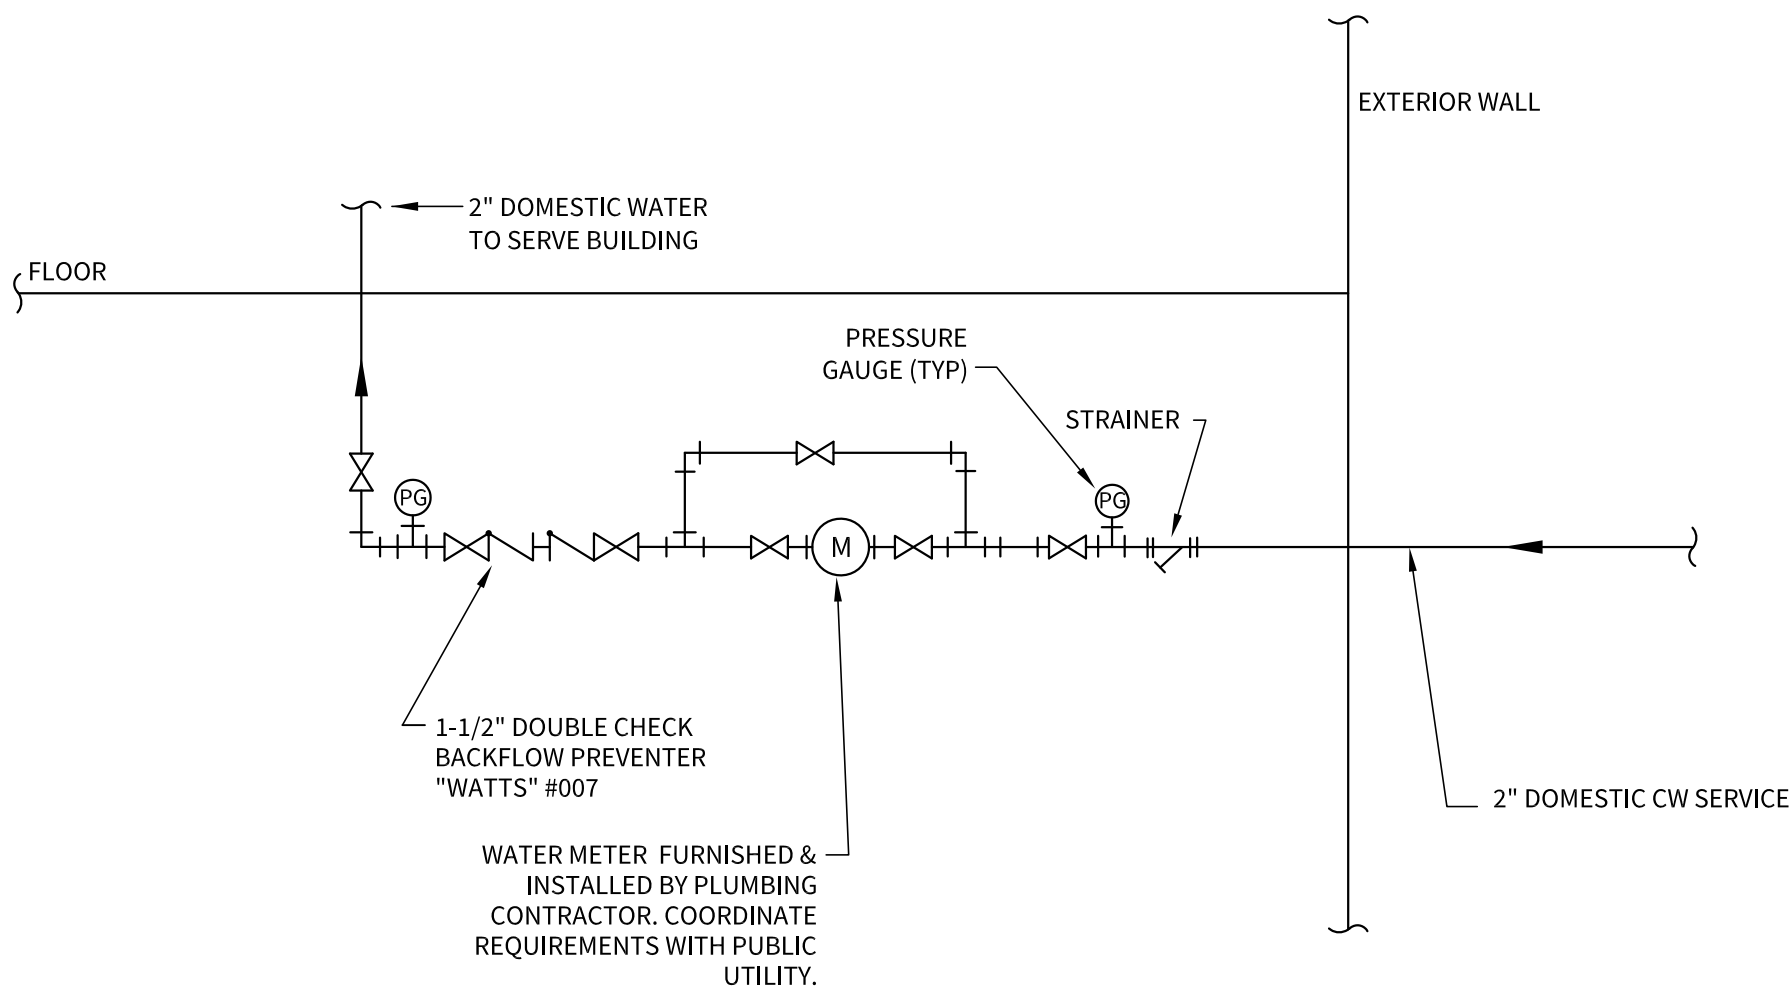 EXTERIOR WALL
2" DOMESTIC WATER
TO SERVE BUILDING
FLOOR
PRESSURE
GAUGE (TYP)
STRAINER
PG
PG
M
1-1/2" DOUBLE CHECK
BACKFLOW PREVENTER
"WATTS" #007
2" DOMESTIC CW SERVICE
WATER METER FURNISHED &
INSTALLED BY PLUMBING
CONTRACTOR. COORDINATE
REQUIREMENTS WITH PUBLIC
UTILITY.